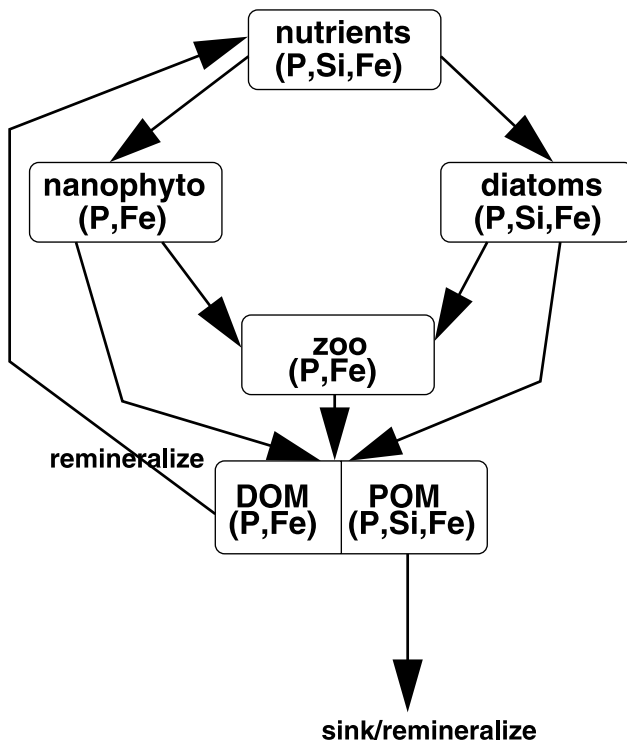 nutrients
(P,Si,Fe)
nanophyto
(P,Fe)
diatoms
(P,Si,Fe)
zoo
(P,Fe)
remineralize
DOM
(P,Fe)
POM
(P,Si,Fe)
sink/remineralize